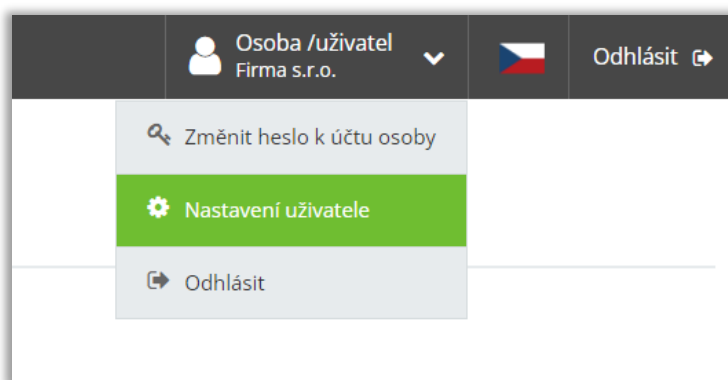 Osoba /uživatel
Firma s.r.o.
Odhlásit
Změnit heslo k účtu osoby
Nastavení uživatele
Odhlásit